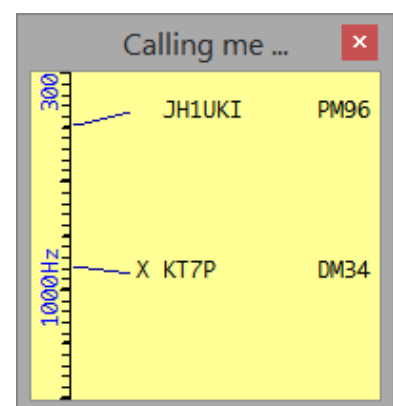 Calling me ...
300
JH1UKI PM96
X KT7P DM34
1000Hz